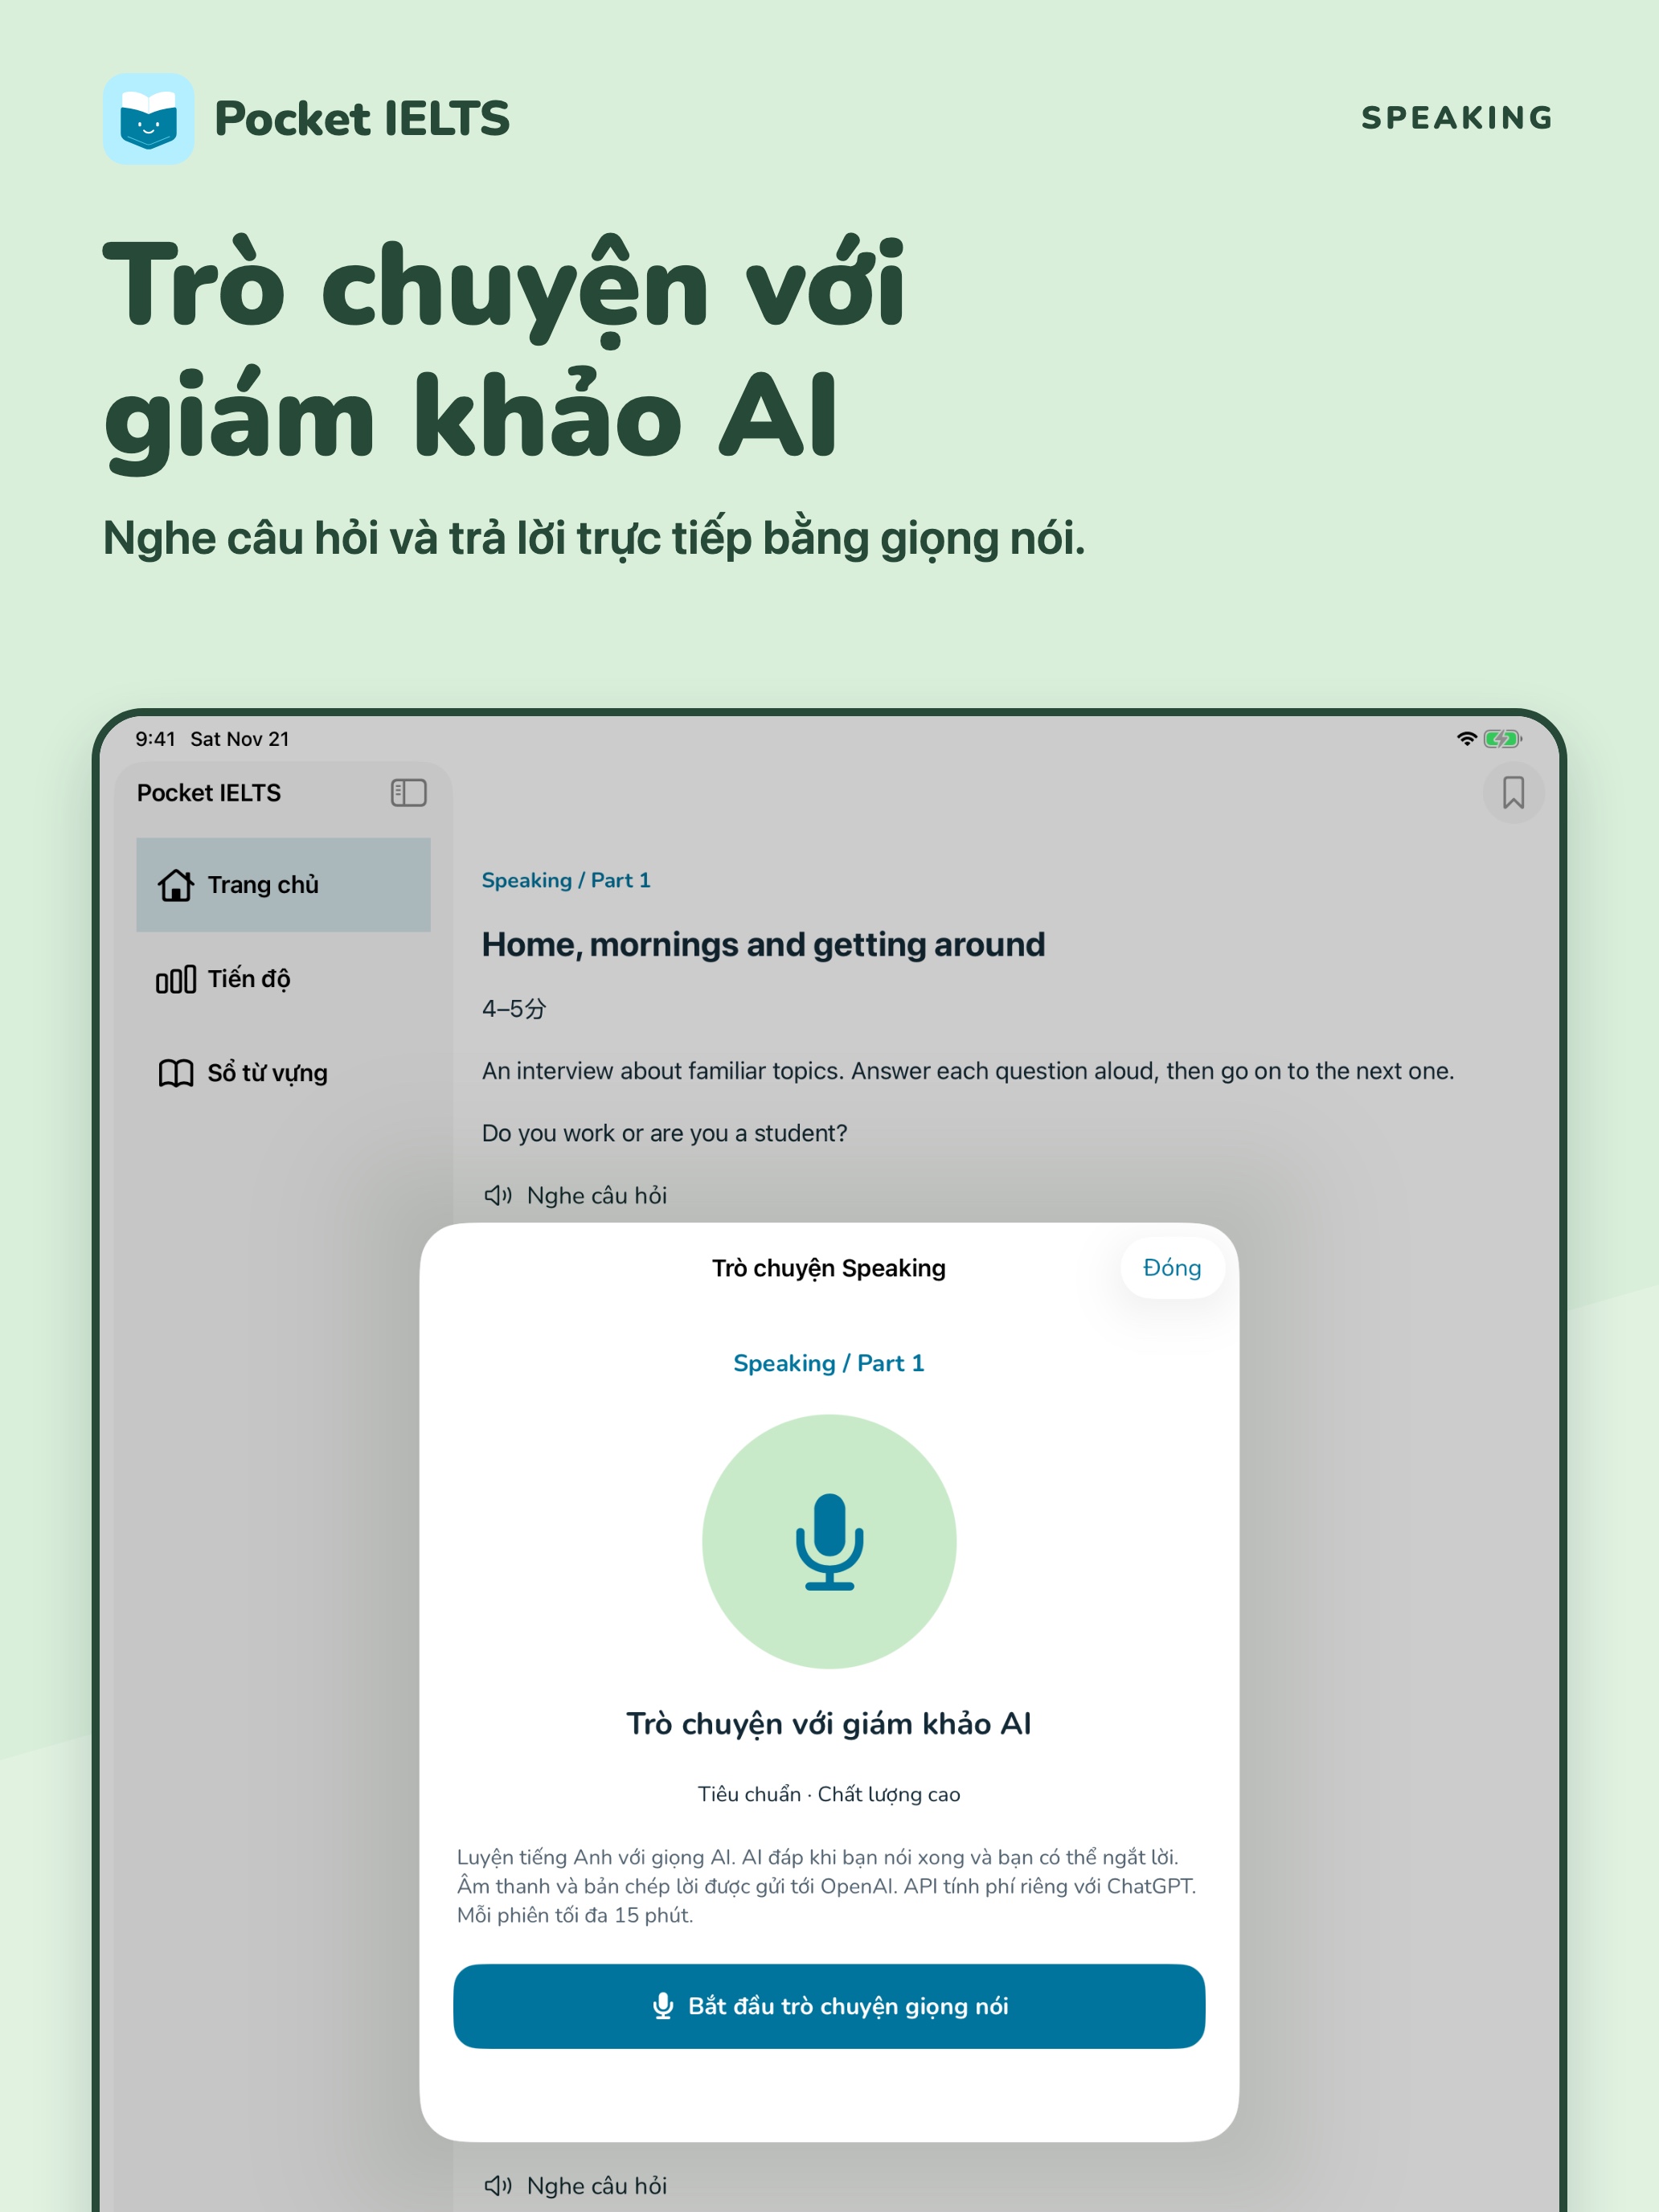 Pocket IELTS
SPEAKING
Trò chuyện với
giám khảo AI
Nghe câu hỏi và trả lời trực tiếp bằng giọng nói.
9:41 Sat Nov 21
Pocket IELTS
Trang chủ
Tiến độ
Sổ từ vựng
Speaking / Part 1
Home, mornings and getting around
4–5分
An interview about familiar topics. Answer each question aloud, then go on to the next one.
Do you work or are you a student?
Nghe câu hỏi
Trò chuyện Speaking
Đóng
Speaking / Part 1
Trò chuyện với giám khảo AI
Tiêu chuẩn · Chất lượng cao
Luyện tiếng Anh với giọng AI. AI đáp khi bạn nói xong và bạn có thể ngắt lời.
Âm thanh và bản chép lời được gửi tới OpenAI. API tính phí riêng với ChatGPT.
Mỗi phiên tối đa 15 phút.
Bắt đầu trò chuyện giọng nói
Nghe câu hỏi